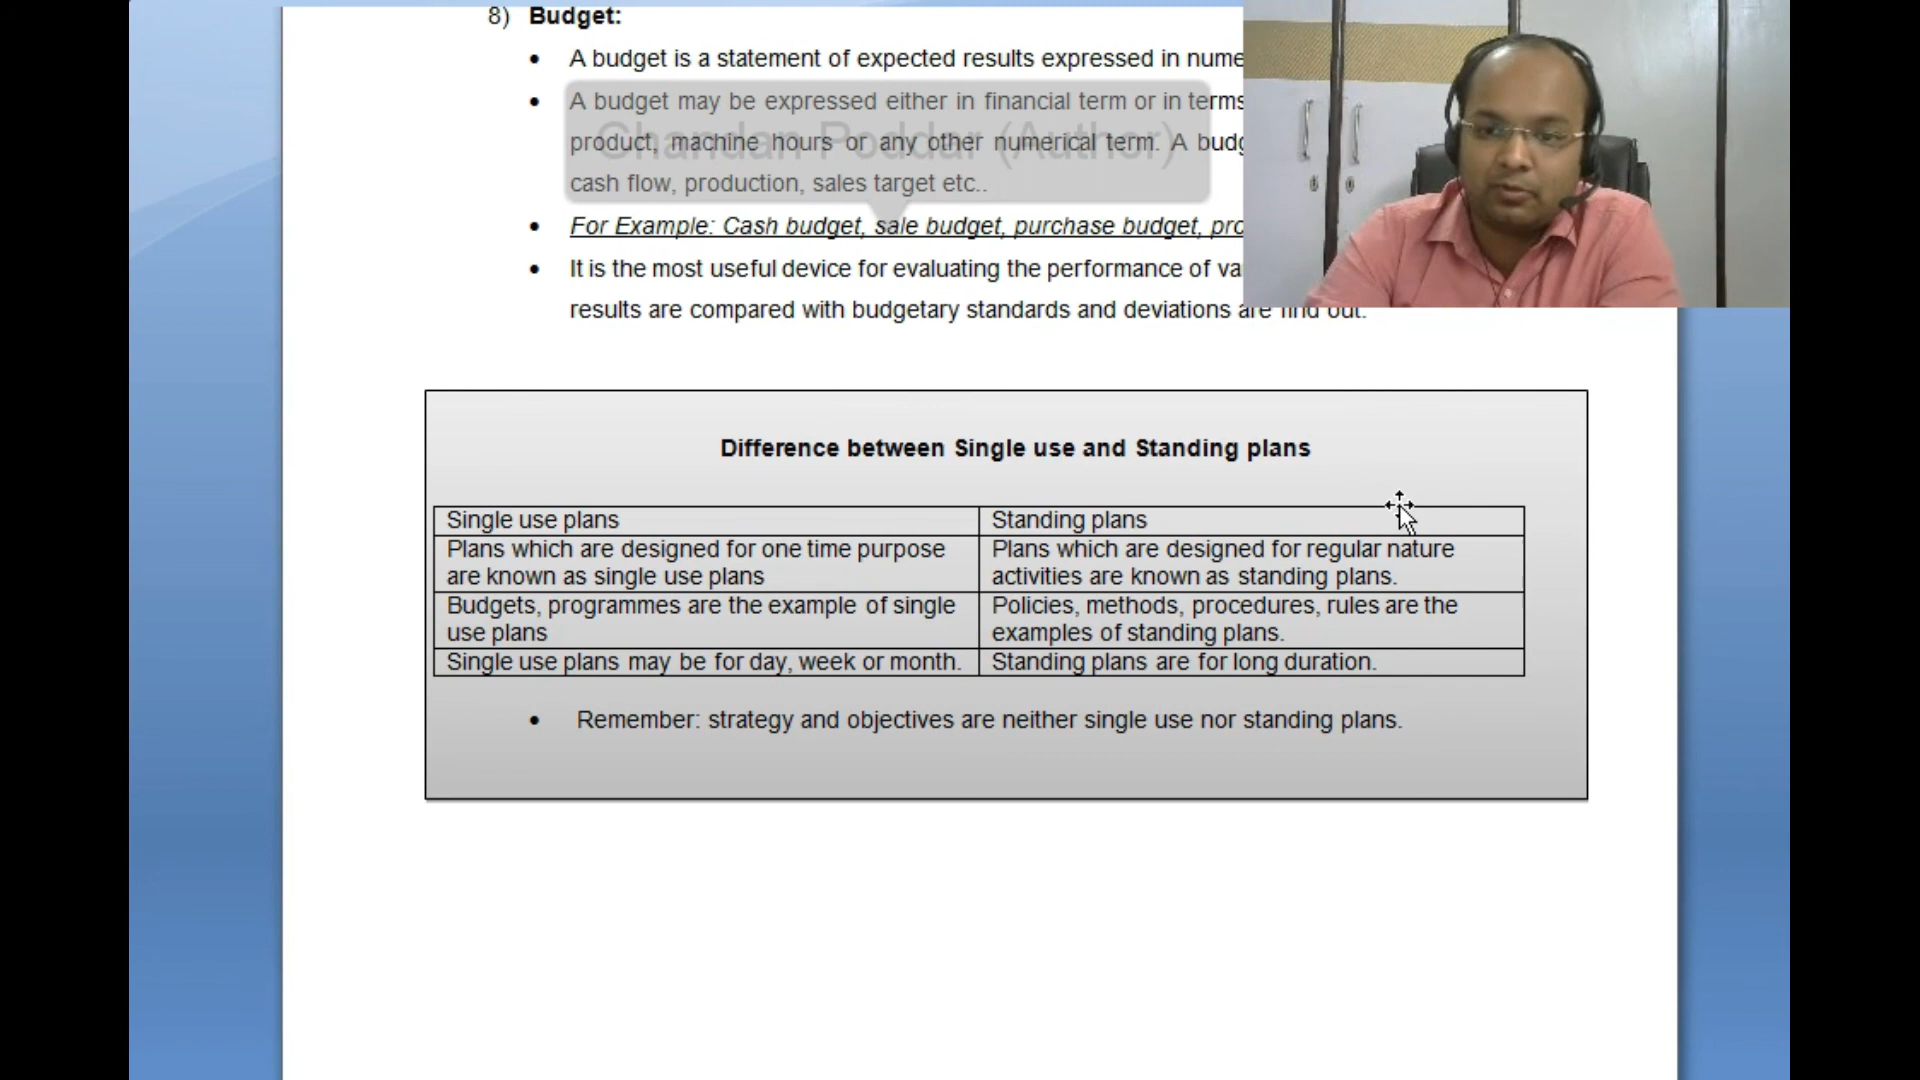 8) Budget:
• A budget is a statement of expected results expressed in nume
• A budget may be expressed either in financial term or in terms
Chandan Poddar (Author)
product, machine hours or any other numerical term. A budg
cash flow, production, sales target etc..
• For Example: Cash budget, sale budget, purchase budget, pro
• It is the most useful device for evaluating the performance of va
results are compared with budgetary standards and deviations are find out.
Difference between Single use and Standing plans
Single use plans
Standing plans
Plans which are designed for one time purpose
are known as single use plans
Plans which are designed for regular nature
activities are known as standing plans.
Budgets, programmes are the example of single
use plans
Policies, methods, procedures, rules are the
examples of standing plans.
Single use plans may be for day, week or month.
Standing plans are for long duration.
• Remember: strategy and objectives are neither single use nor standing plans.